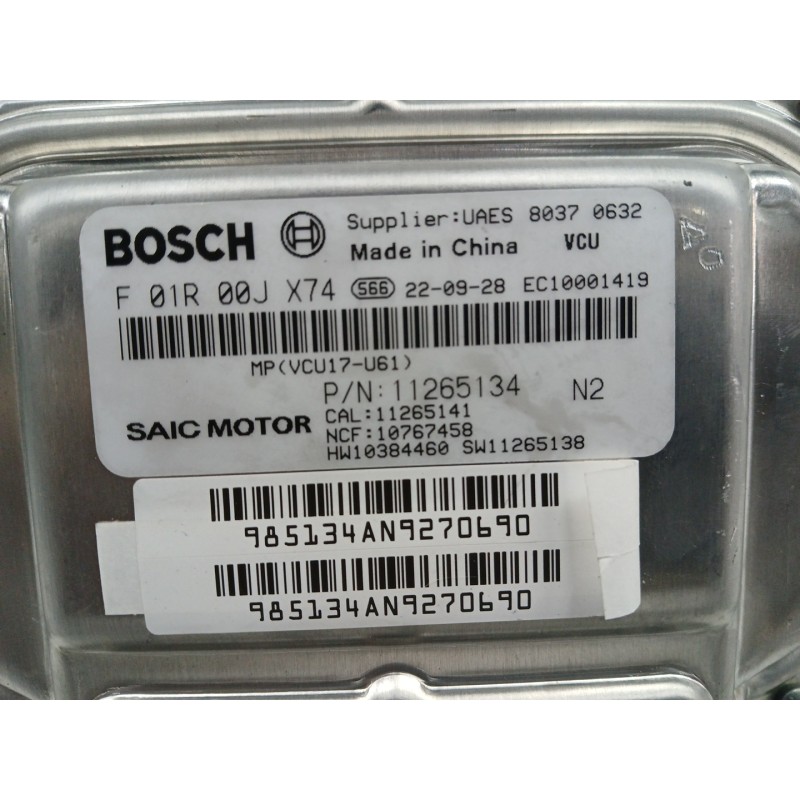 BOSCH Supplier:UAES 8037 0632
Made in China VCU
F 01R 00J X74 566 22-09-28 EC10001419
MP(VCU17-U61)
P/N:11265134 N2
SAIC MOTOR CAL:11265141
NCF:10767458
HW10384460 SW11265138
985134AN9270690
985134AN9270690